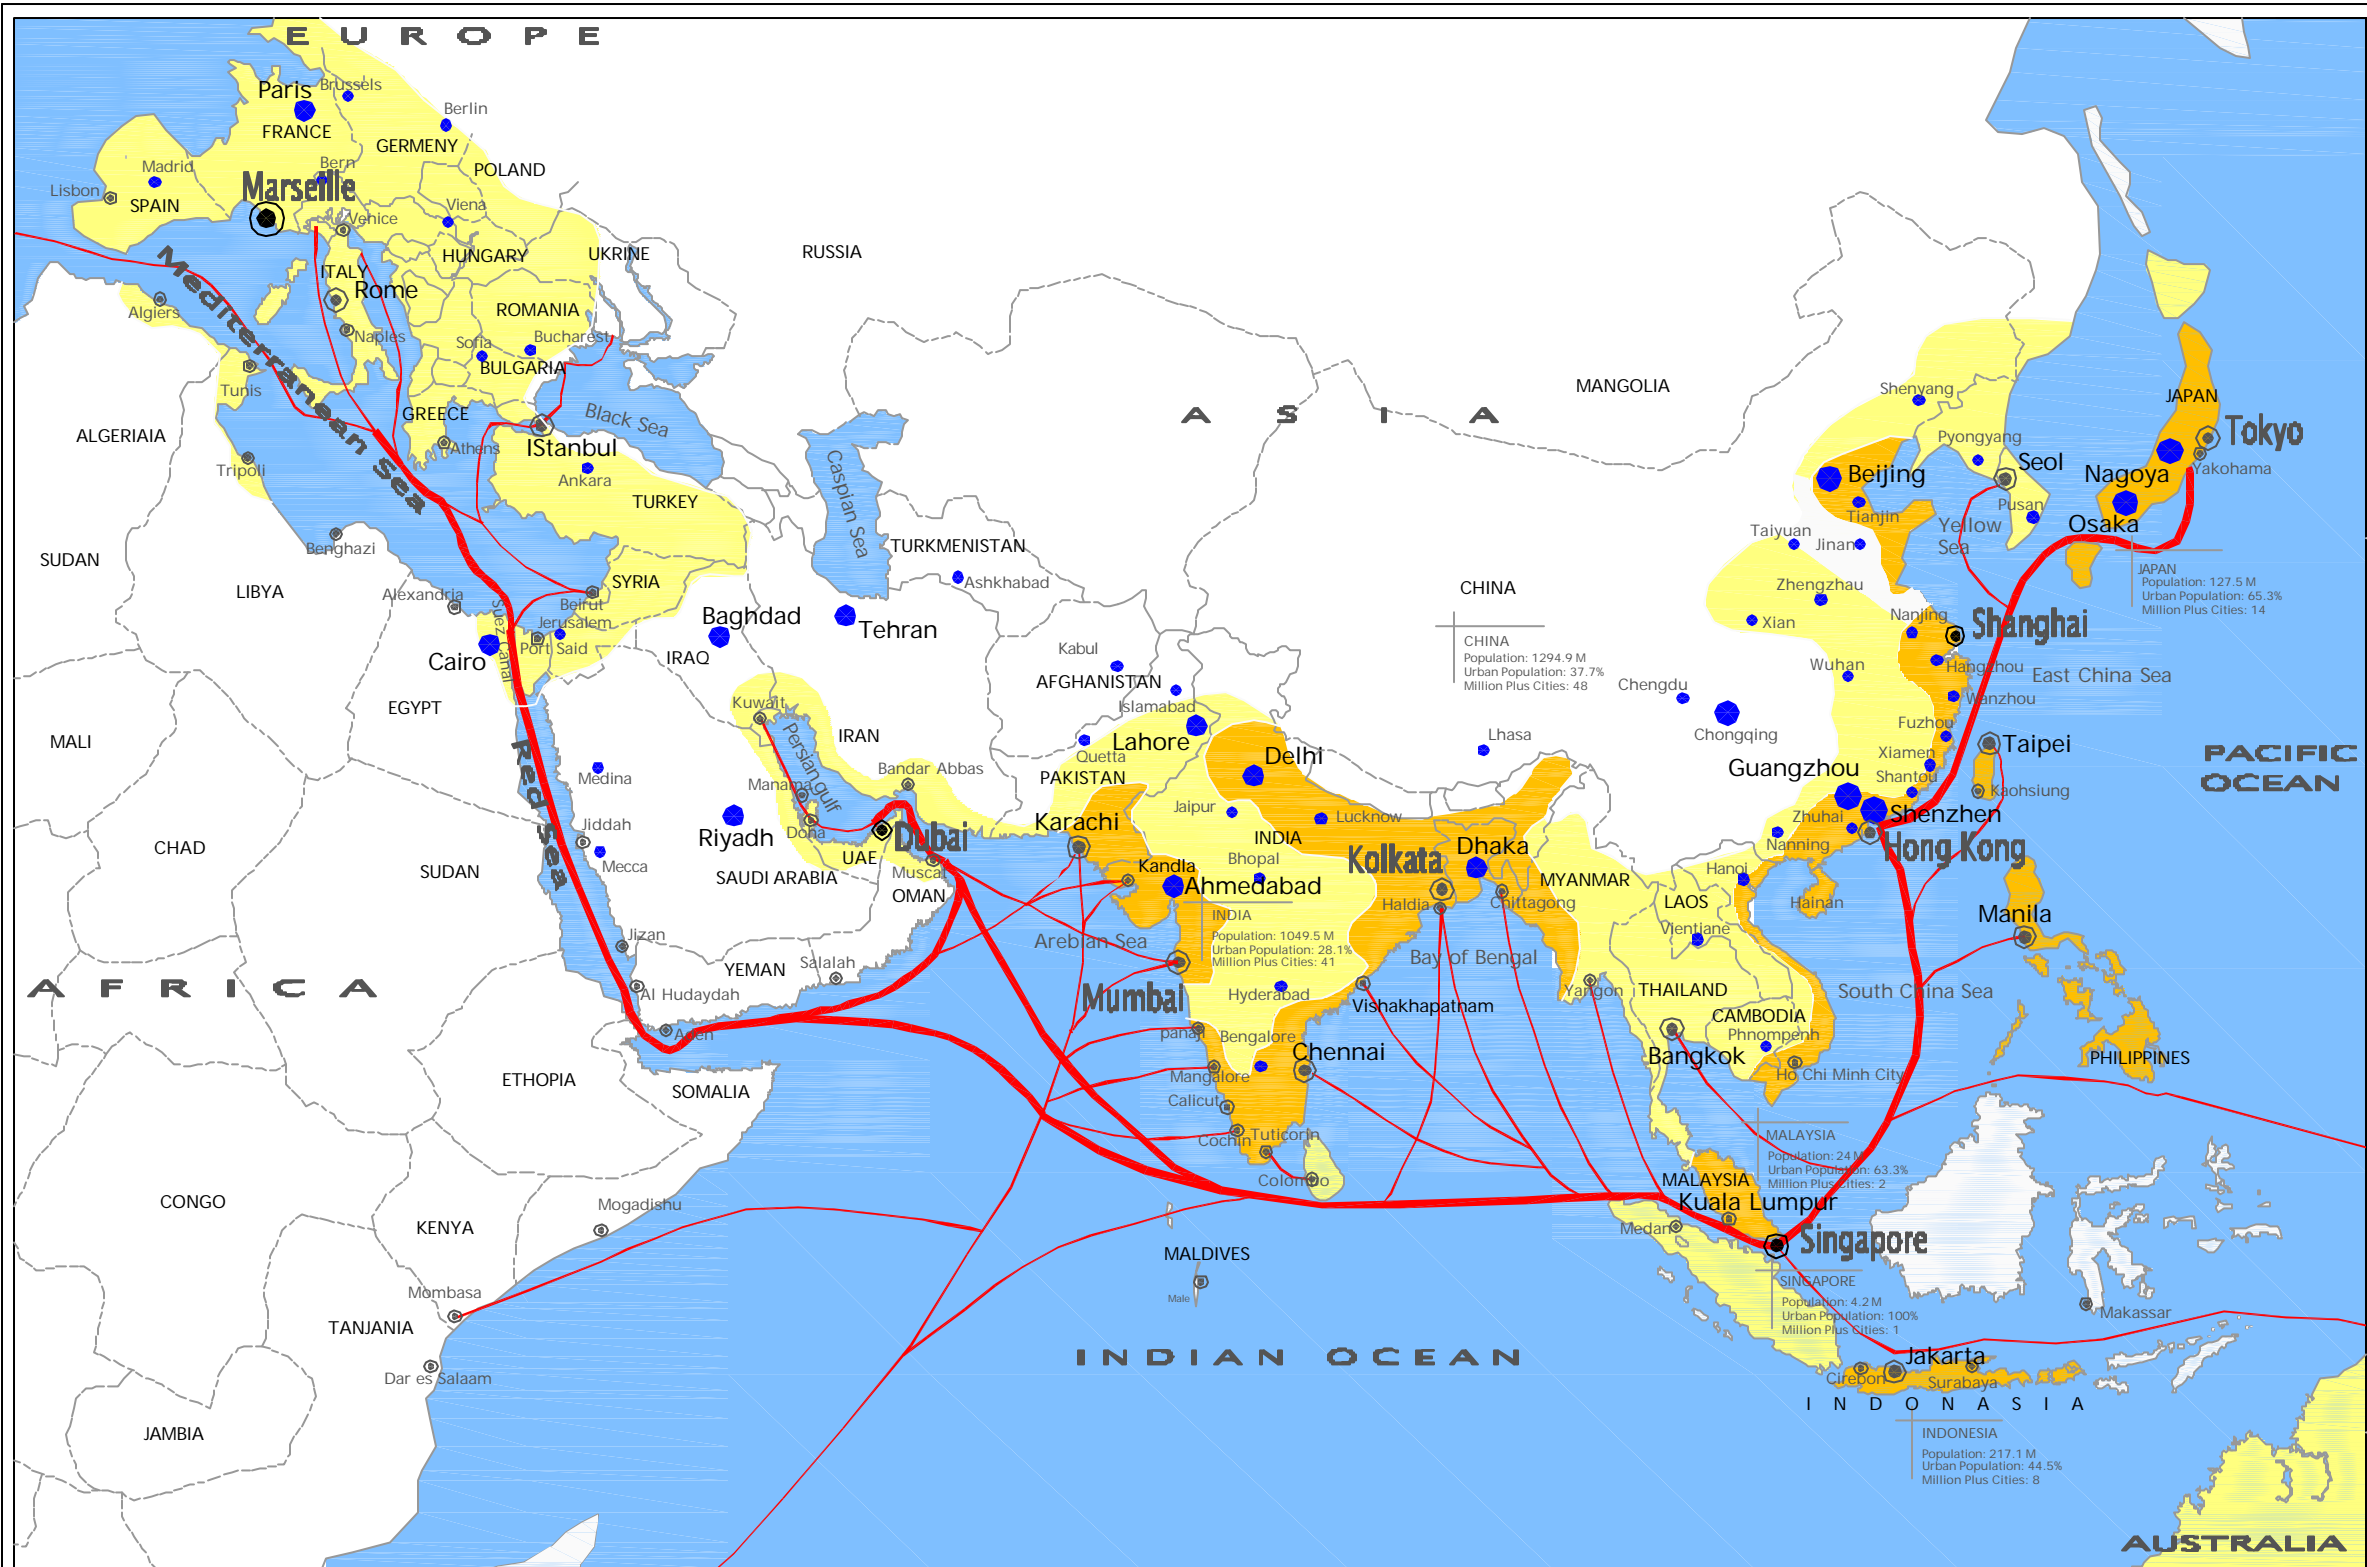 E U R O P E
Paris
Brussels
Berlin
FRANCE
GERMENY
POLAND
Bern
Madrid
Lisbon
SPAIN
Marseille
Venice
Viena
HUNGARY
UKRINE
RUSSIA
ITALY
Rome
ROMANIA
Algiers
Naples
Sofia
Bucharest
BULGARIA
Mediterranean Sea
Tunis
GREECE
Black Sea
MANGOLIA
A S I A
Shenyang
JAPAN
ALGERIAIA
Athens
IStanbul
Tokyo
Tripoli
Ankara
Caspian Sea
Pyongyang
Seol
Nagoya
Yakohama
Beijing
TURKEY
Pusan
Tianjin
Osaka
Yellow
Sea
Taiyuan
Jinan
Benghazi
TURKMENISTAN
SUDAN
LIBYA
SYRIA
Ashkhabad
CHINA
Zhengzhau
JAPAN
Population: 127.5 M
Urban Population: 65.3%
Million Plus Cities: 14
Alexandria
Suez Canal
Beirut
Jerusalem
Port Said
Baghdad
Tehran
Xian
Nanjing
Shanghai
Cairo
IRAQ
Kabul
CHINA
Population: 1294.9 M
Urban Population: 37.7%
Million Plus Cities: 48
Wuhan
Hangzhou
East China Sea
AFGHANISTAN
Islamabad
Chengdu
Wanzhou
EGYPT
Kuwait
IRAN
MALI
Lahore
Quetta
Delhi
Lhasa
Chongqing
Fuzhou
Xiamen
Taipei
PACIFIC
OCEAN
Red Sea
Medina
Persian gulf
Manama
Bandar Abbas
PAKISTAN
Guangzhou
Shantou
Kaohsiung
Jaipur
Lucknow
Karachi
INDIA
Shenzhen
Zhuhai
Jiddah
Riyadh
Doha
Dubai
CHAD
UAE
Mecca
Muscat
SAUDI ARABIA
OMAN
SUDAN
Bhopal
Kolkata
Dhaka
Nanning
Hong Kong
Kandla
Ahmedabad
MYANMAR
Hanoi
Haldia
Chittagong
LAOS
Hainan
Manila
INDIA
Population: 1049.5 M
Urban Population: 28.1%
Million Plus Cities: 41
Vientiane
Arebian Sea
Bay of Bengal
Jizan
YEMAN
Salalah
A F R I C A
Al Hudaydah
Mumbai
Hyderabad
Vishakhapatnam
Yangon
THAILAND
South China Sea
CAMBODIA
Phnompenh
Aden
panaji
Bengalore
Chennai
Bangkok
PHILIPPINES
ETHOPIA
SOMALIA
Mangalore
Ho Chi Minh City
Calicut
Cochin
Tuticorin
MALAYSIA
Population: 24 M
Urban Population: 63.3%
Million Plus Cities: 2
Colombo
MALAYSIA
Kuala Lumpur
CONGO
Mogadishu
KENYA
Medan
Singapore
MALDIVES
Male
Mombasa
SINGAPORE
Population: 4.2 M
Urban Population: 100%
Million Plus Cities: 1
Makassar
TANJANIA
INDIAN OCEAN
Jakarta
Dar es Salaam
Cirebon
Surabaya
I N D O N A S I A
JAMBIA
INDONESIA
Population: 217.1 M
Urban Population: 44.5%
Million Plus Cities: 8
AUSTRALIA